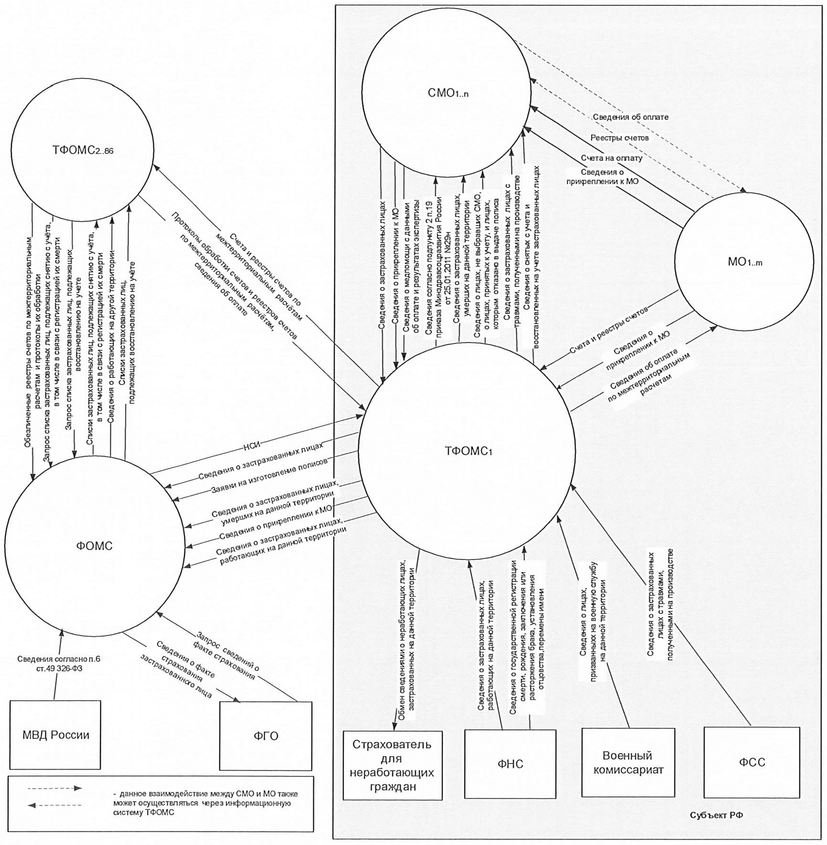 СМО1..n
ТФОМС2..86
МО1..m
ТФОМС1
ФОМС
Сведения об оплате
Реестры счетов
Счета на оплату
Сведения о
прикреплении к МО
Счета и реестры счетов по
межтерриториальным расчётам
Протоколы обработки счетов и реестров счетов
по межтерриториальным расчётам,
сведения об оплате
Сведения о застрахованных лицах
Сведения о прикреплении к МО
Сведения о медпомощи с данными
об оплате и результатах экспертизы
Сведения согласно подпункту 2 п.19
приказа Минздравсоцразвития России
от 25.01.2011 №29н
Сведения о застрахованных лицах,
умерших на данной территории
Сведения о лицах, не выбравших СМО,
о лицах, принятых к учету, и лицах,
которым отказано в выдаче полиса
Сведения о застрахованных лицах с
травмами, полученными на производстве
Сведения о снятых с учета и
восстановленных на учете застрахованных лицах
Счета и реестры счетов
Сведения о
прикреплении к МО
Сведения об оплате
по межтерриториальным
расчетам
Обезличенные реестры счетов по межтерриториальным
расчетам и протоколы их обработки
Запрос списка застрахованных лиц, подлежащих снятию с учёта,
в том числе в связи с регистрацией их смерти
Запрос списка застрахованных лиц, подлежащих
восстановлению на учете
Списки застрахованных лиц, подлежащих снятию с учёта,
в том числе в связи с регистрацией их смерти
Сведения о работающих на другой территории
Списки застрахованных лиц,
подлежащих восстановлению на учёте
НСИ
Сведения о застрахованных лицах
Заявки на изготовление полисов
Сведения о застрахованных лицах,
умерших на данной территории
Сведения о прикреплении к МО
Сведения о застрахованных лицах,
работающих на данной территории
Сведения согласно п.6
ст.49 326-ФЗ
Запрос сведений о
факте страхования
Сведения о факте
страхования
застрахованного лица
Обмен сведениями о неработающих лицах,
застрахованных на данной территории
Сведения о застрахованных лицах,
работающих на данной территории
Сведения о государственной регистрации
смерти, рождения, заключения или
расторжения брака, установления
отцовства,перемены имени
Сведения о лицах,
призванных на военную службу
на данной территории
Сведения о застрахованных
лицах с травмами,
полученными на производстве
МВД России
ФГО
Страхователь
для
неработающих
граждан
ФНС
Военный
комиссариат
ФСС
- данное взаимодействие между СМО и МО также
может осуществляться через информационную
систему ТФОМС
Субъект РФ